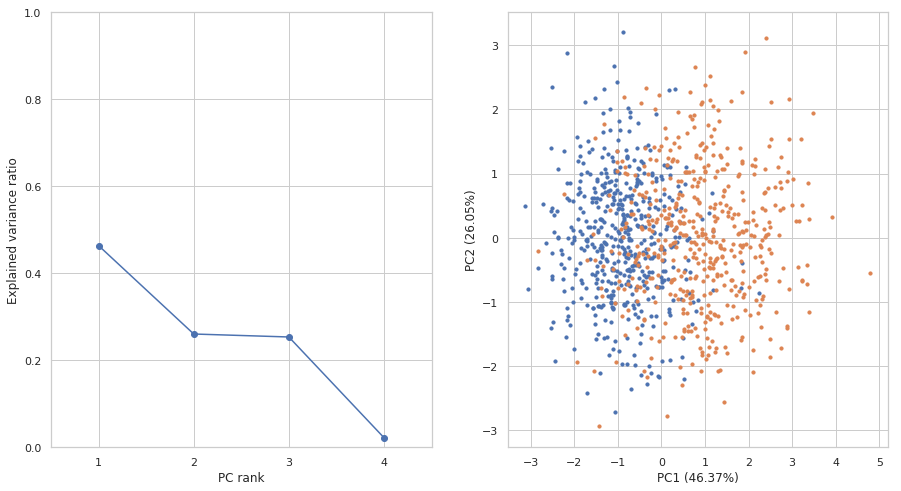 1.0
0.8
0.6
0.4
0.2
0.0
Explained variance ratio
1 2 3 4
PC rank
3
2
1
0
−1
−2
−3
PC2 (26.05%)
−3 −2 −1 0 1 2 3 4 5
PC1 (46.37%)